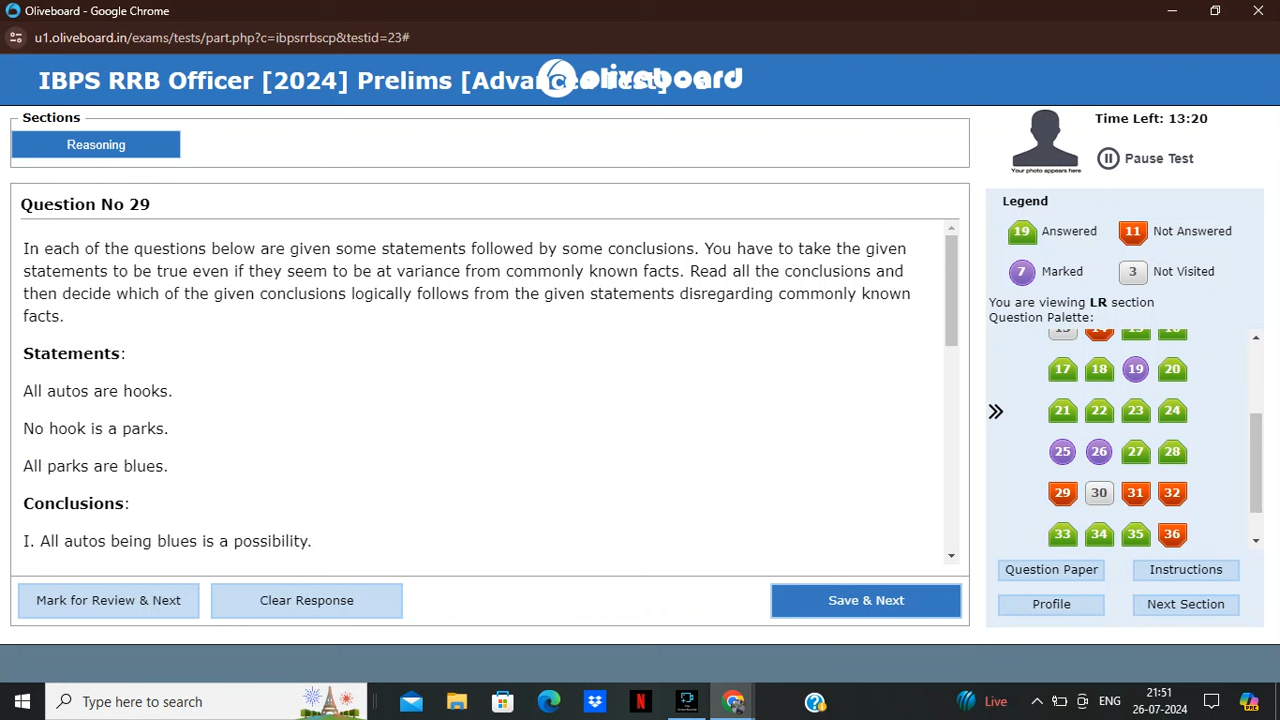 Oliveboard - Google Chrome
u1.oliveboard.in/exams/tests/part.php?c=ibpsrrbscp&testid=23#
IBPS RRB Officer [2024] Prelims [Advanced Test]
oliveboard
Sections
Reasoning
Your photo appears here
Time Left: 13:20
Pause Test
Question No 29
In each of the questions below are given some statements followed by some conclusions. You have to take the given
statements to be true even if they seem to be at variance from commonly known facts. Read all the conclusions and
then decide which of the given conclusions logically follows from the given statements disregarding commonly known
facts.
Statements:
All autos are hooks.
No hook is a parks.
All parks are blues.
Conclusions:
I. All autos being blues is a possibility.
Mark for Review & Next
Clear Response
Save & Next
Legend
19 Answered 11 Not Answered
7 Marked 3 Not Visited
You are viewing LR section
Question Palette:
13 14 15 16
17 18 19 20
21 22 23 24
25 26 27 28
29 30 31 32
33 34 35 36
Question Paper Instructions
Profile Next Section
Type here to search
Live
ENG
21:51
26-07-2024